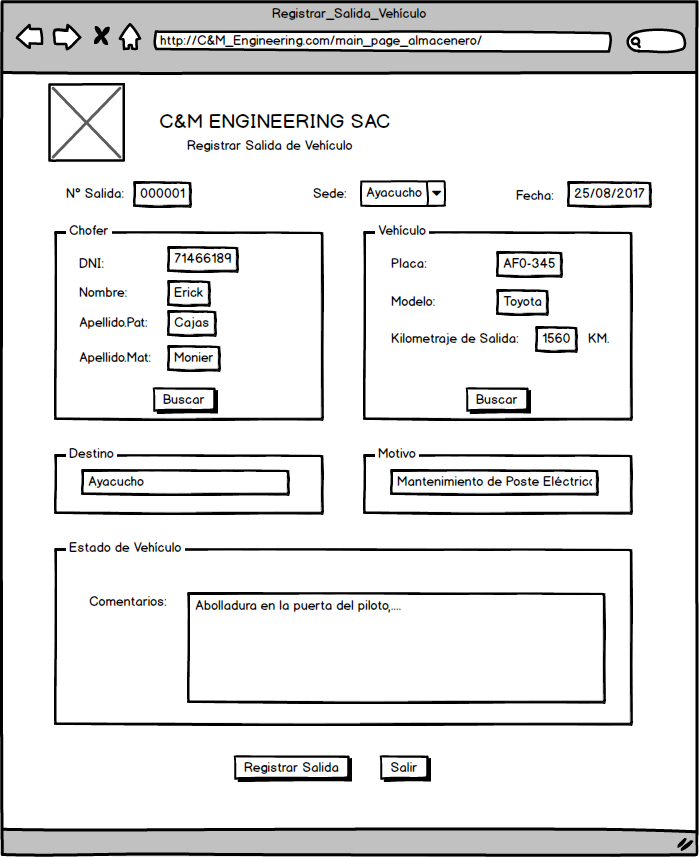 Registrar_Salida_Vehículo
http://C&M_Engineering.com/main_page_almacenero/
C&M ENGINEERING SAC
Registrar Salida de Vehículo
N° Salida: 000001 Sede: Ayacucho Fecha: 25/08/2017
Chofer
DNI: 71466189
Nombre: Erick
Apellido.Pat: Cajas
Apellido.Mat: Monier
Buscar
Vehículo
Placa: AF0-345
Modelo: Toyota
Kilometraje de Salida: 1560 KM.
Buscar
Destino
Ayacucho
Motivo
Mantenimiento de Poste Eléctric
Estado de Vehículo
Comentarios: Abolladura en la puerta del piloto,....
Registrar Salida Salir